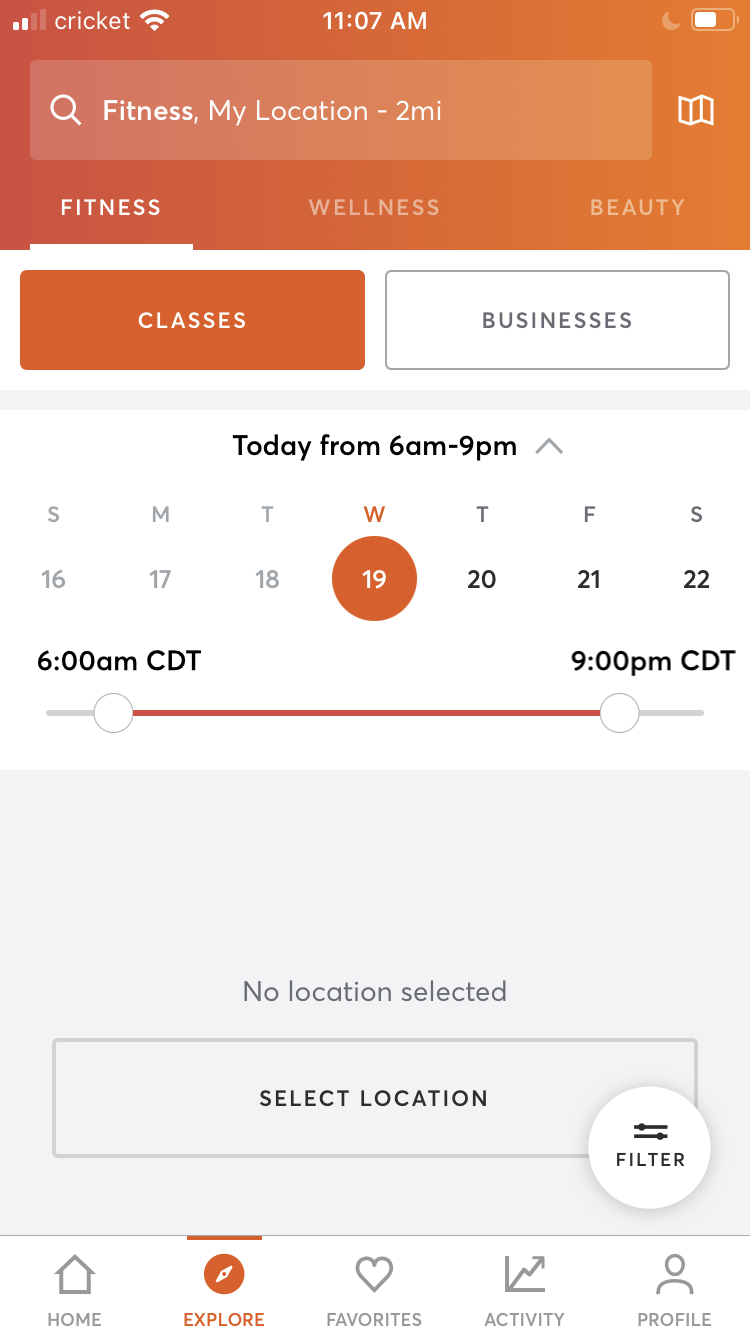 cricket 11:07 AM
Fitness, My Location - 2mi
FITNESS WELLNESS BEAUTY
CLASSES BUSINESSES
Today from 6am-9pm
S M T W T F S
16 17 18 19 20 21 22
6:00am CDT 9:00pm CDT
No location selected
SELECT LOCATION
FILTER
HOME EXPLORE FAVORITES ACTIVITY PROFILE